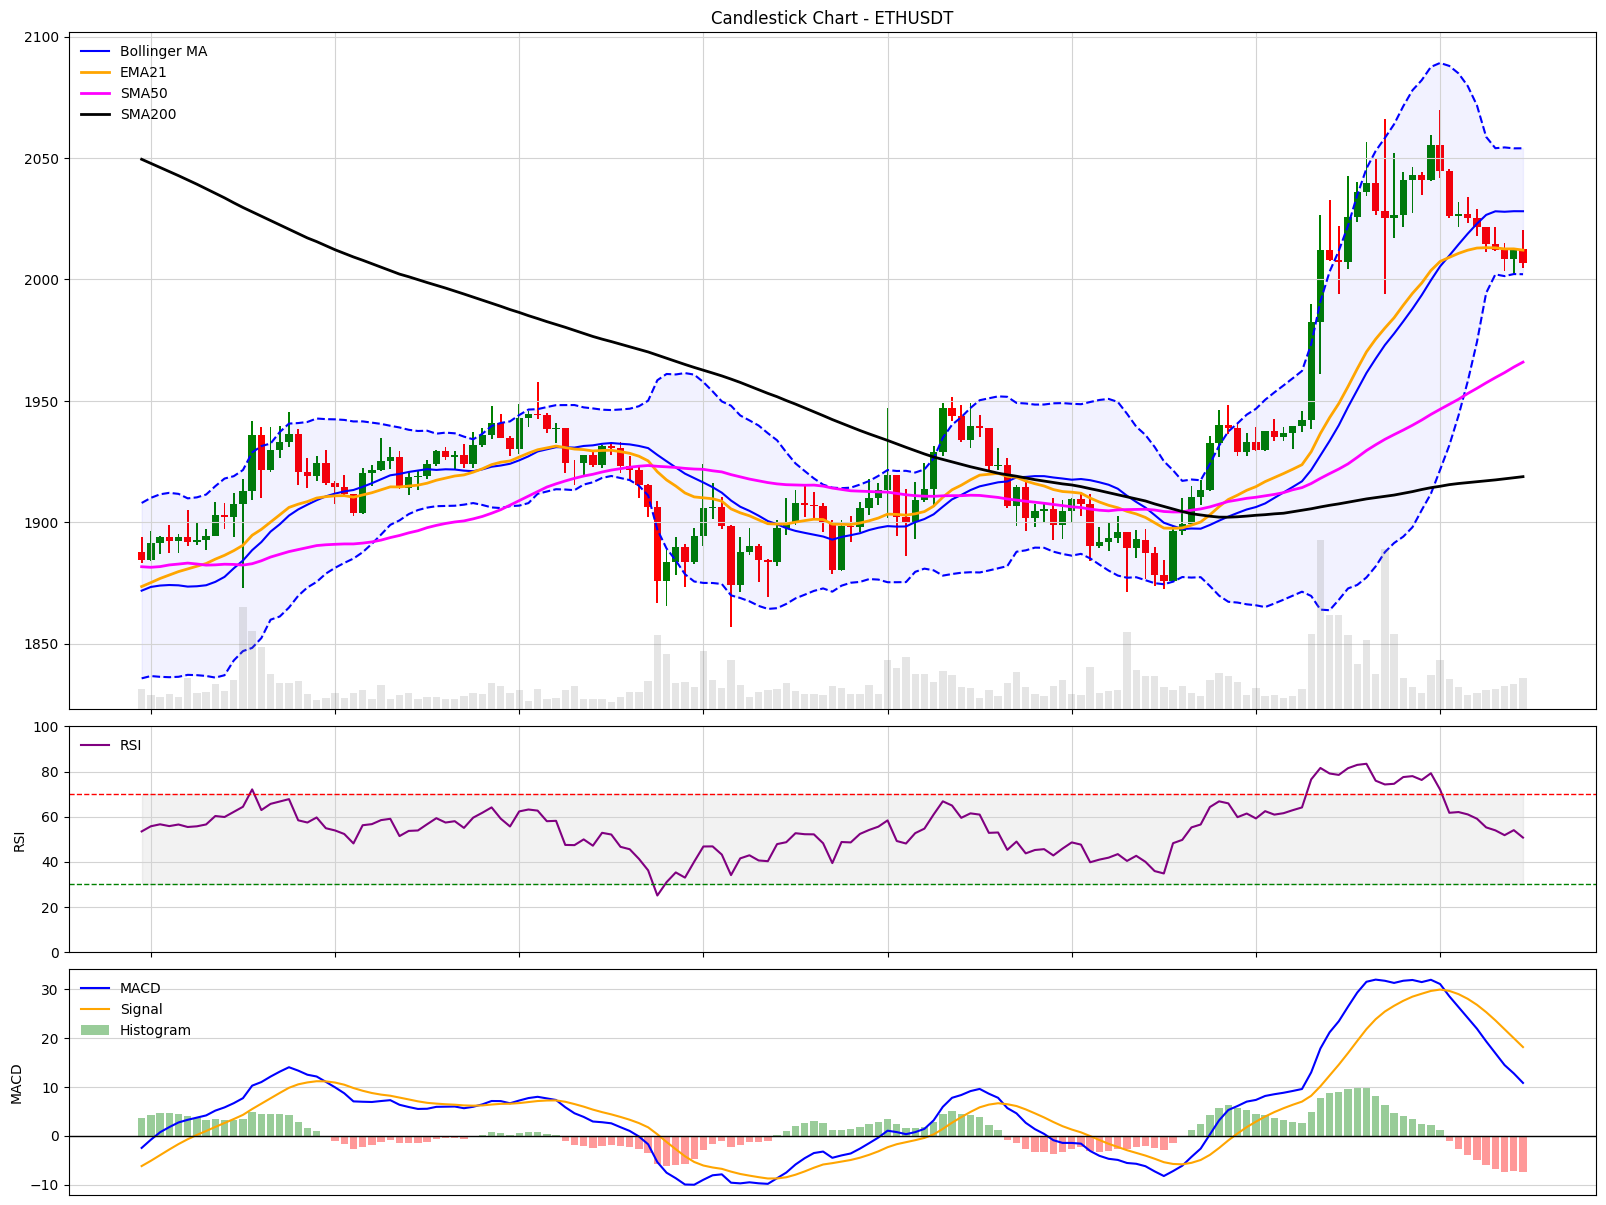 Candlestick Chart - ETHUSDT
Bollinger MA
EMA21
SMA50
SMA200
2100
2050
2000
1950
1900
1850
RSI
100
80
60
40
20
0
RSI
MACD
Signal
Histogram
30
20
10
0
−10
MACD